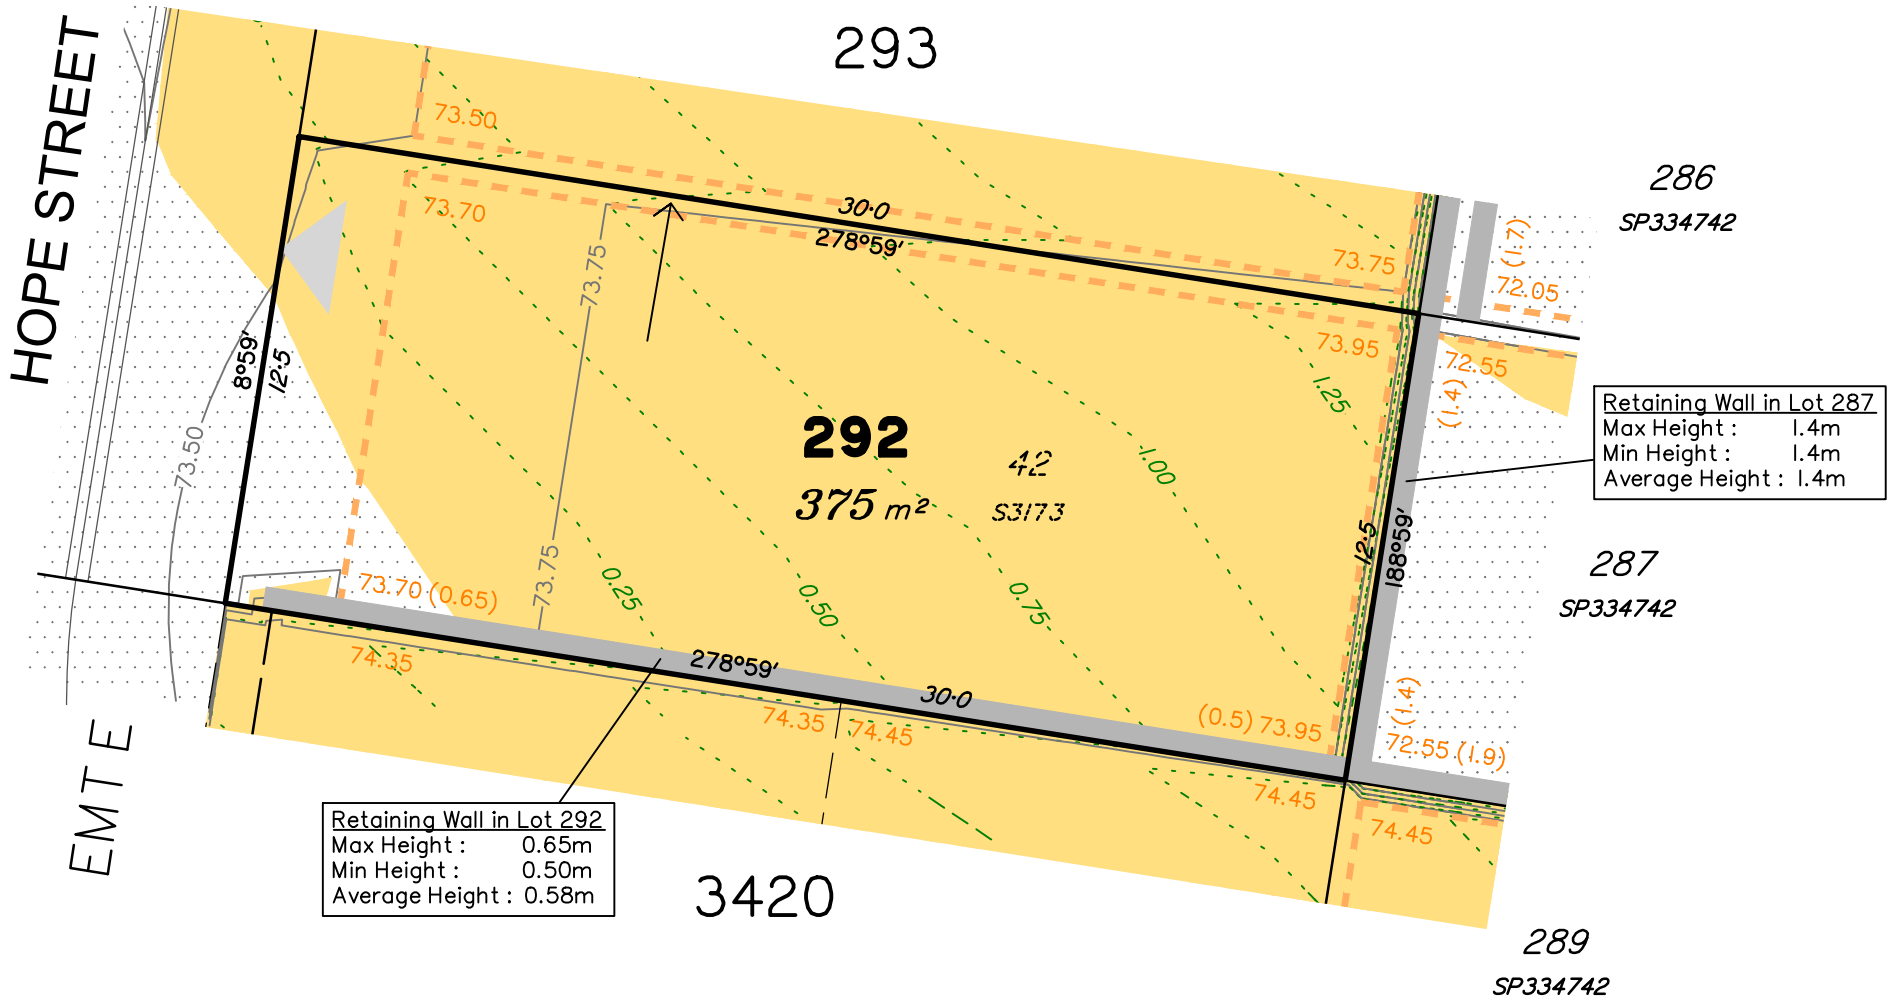 293
HOPE STREET
73.50
73.70
30·0
278°59′
73.75
73.75
286
SP334742
(1.7)
72.05
73.95
72.55
(1.4)
1.25
8°59′
12·5
73.50
Retaining Wall in Lot 287
Max Height : 1.4m
Min Height : 1.4m
Average Height : 1.4m
292
42
375 m²
S3173
1.00
12·5
188°59′
287
SP334742
73.75
73.70 (0.65)
0.25
0.50
0.75
74.35
278°59′
30·0
74.35
74.45
(0.5) 73.95
(1.4)
72.55 (1.9)
74.45
74.45
EMT E
Retaining Wall in Lot 292
Max Height : 0.65m
Min Height : 0.50m
Average Height : 0.58m
3420
289
SP334742